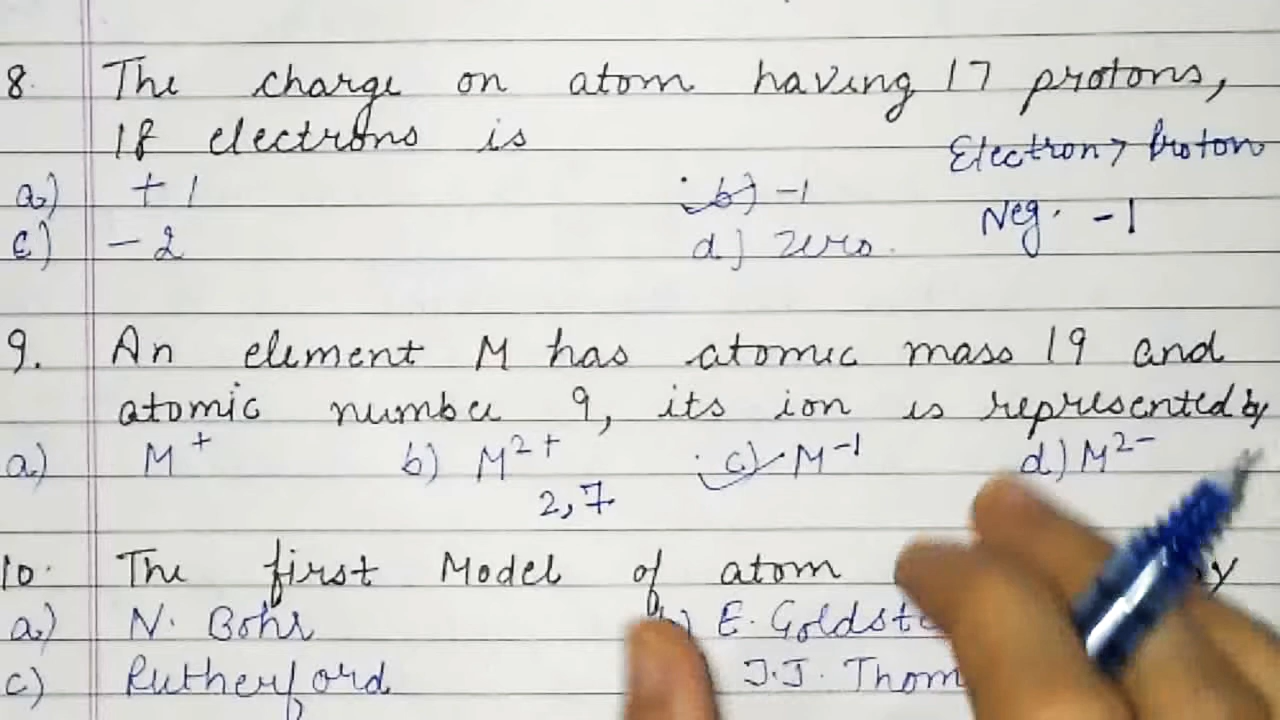 8. The charge on atom having 17 protons,
18 electrons is
Electron > Proton
a) +1 b) -1
Neg. -1
c) -2 d) zero.
9. An element M has atomic mass 19 and
atomic number 9, its ion is represented by
a) M+ b) M2+ c) M-1 d) M2-
2,7
10. The first Model of atom
a) N. Bohr b) E. Goldst
c) Rutherford J.J. Thom